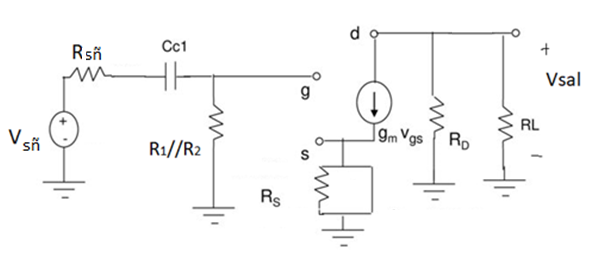 Rsñ
Cc1
d
+
g
Vsal
+
-
Vsñ
gm vgs
RD
RL
R1//R2
s
−
Rs